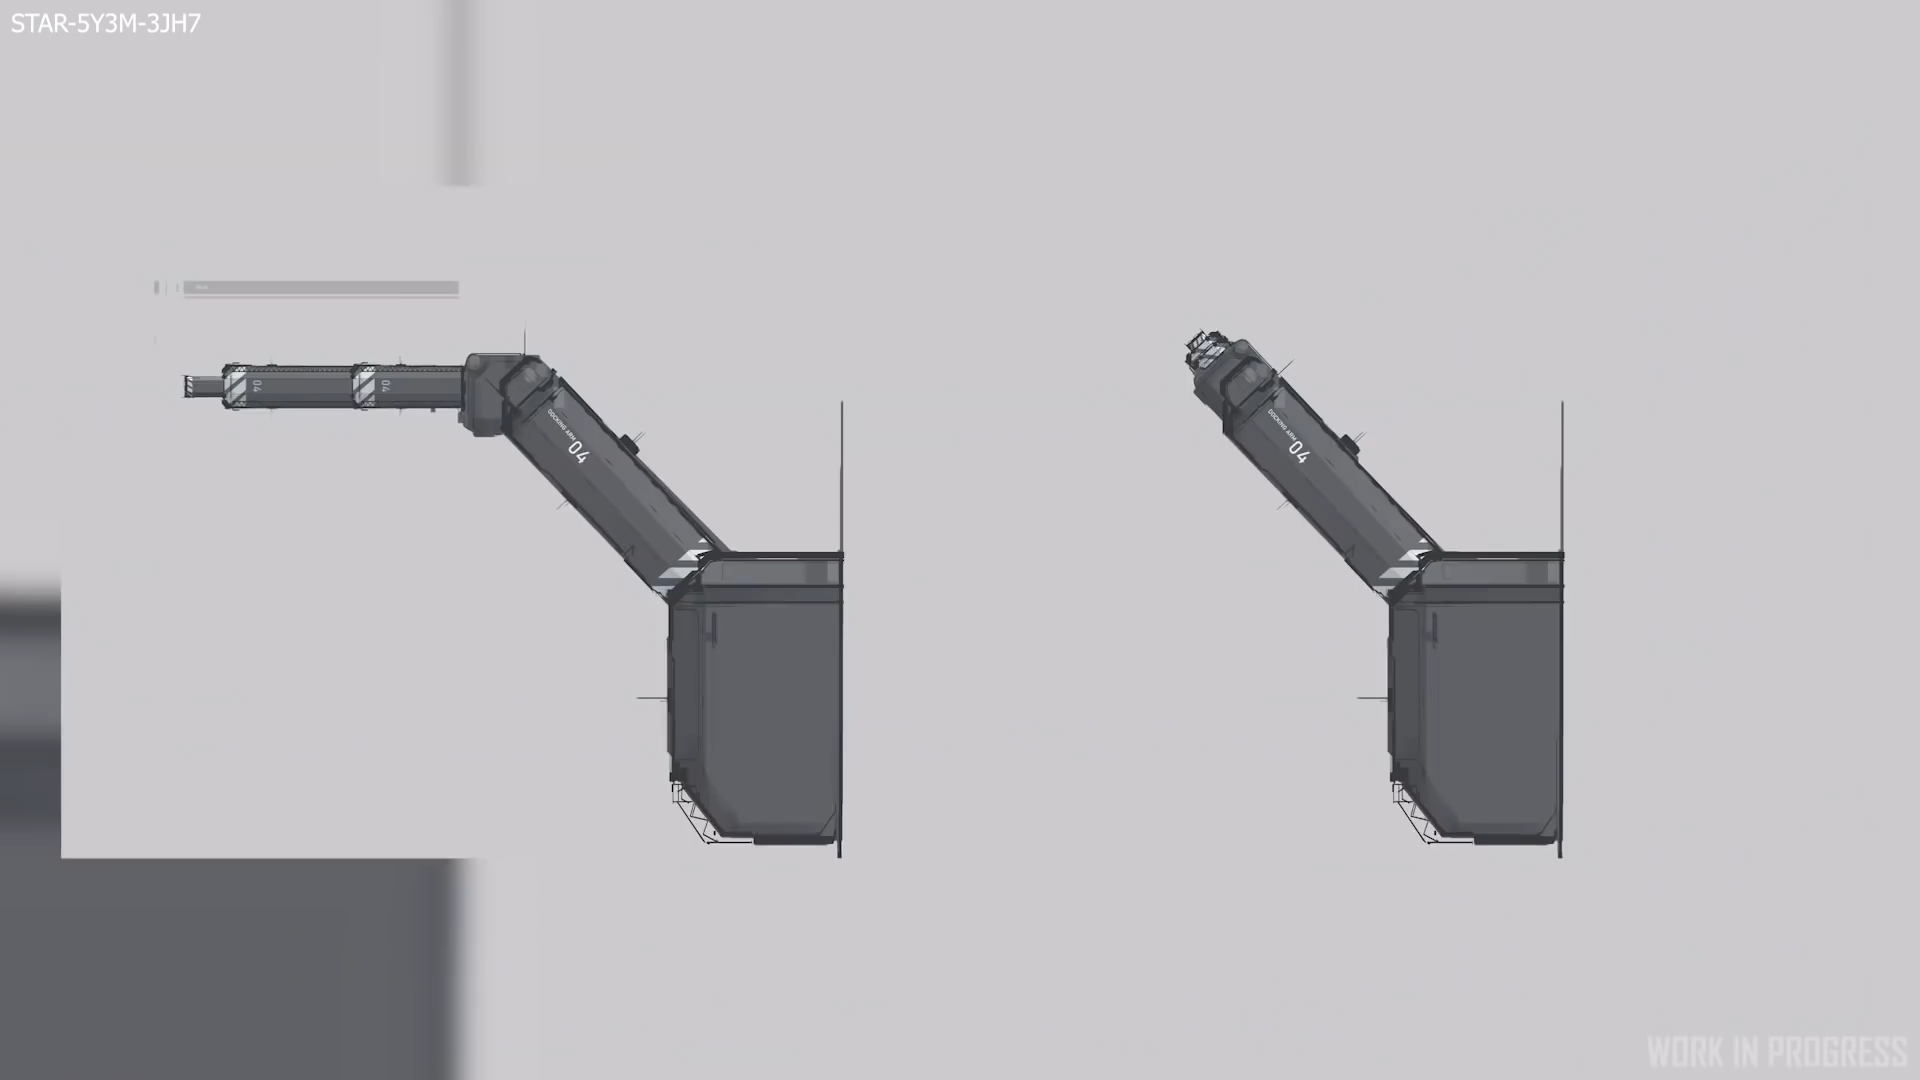 STAR-5Y3M-3JH7
04
04
DOCKING ARM
04
DOCKING ARM
04
WORK IN PROGRESS